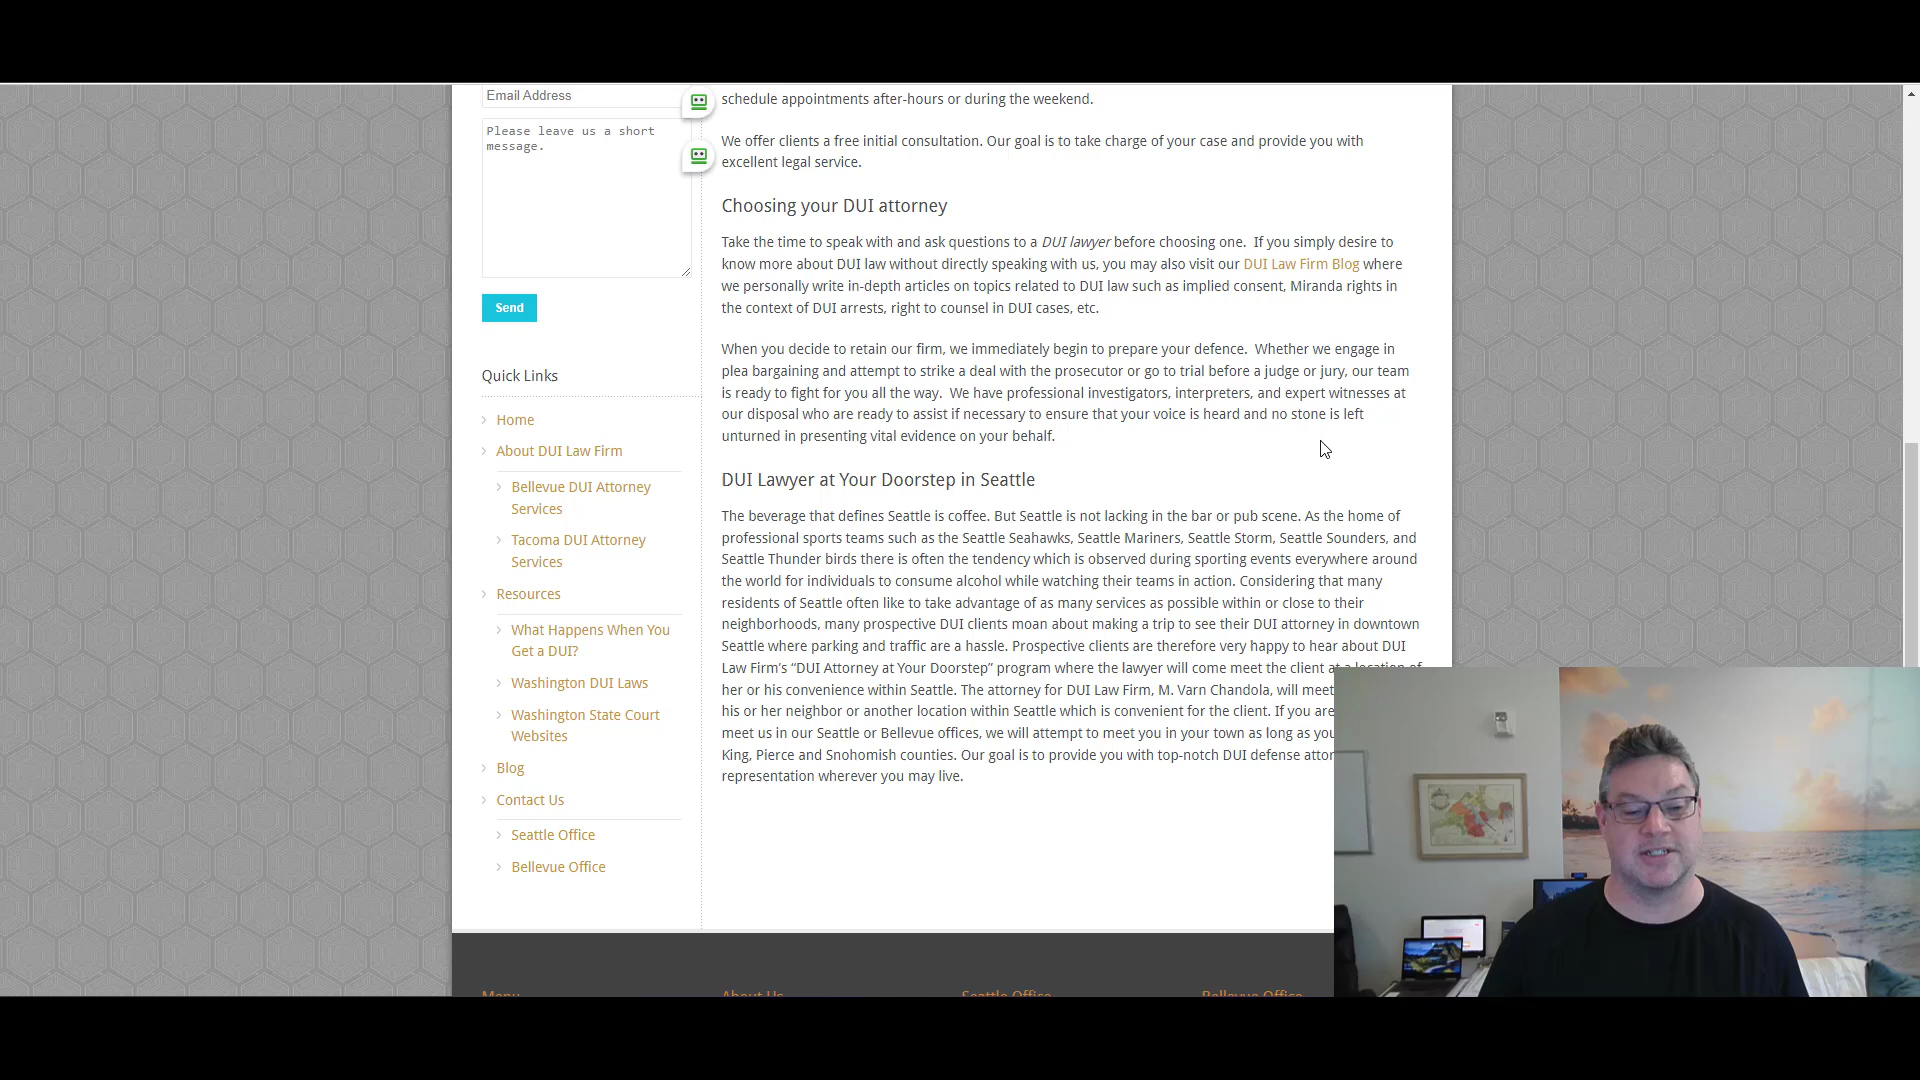 Email Address
Please leave us a short
message.
Send
Quick Links
Home
About DUI Law Firm
Bellevue DUI Attorney
Services
Tacoma DUI Attorney
Services
Resources
What Happens When You
Get a DUI?
Washington DUI Laws
Washington State Court
Websites
Blog
Contact Us
Seattle Office
Bellevue Office
schedule appointments after-hours or during the weekend.
We offer clients a free initial consultation. Our goal is to take charge of your case and provide you with
excellent legal service.
Choosing your DUI attorney
Take the time to speak with and ask questions to a DUI lawyer before choosing one.  If you simply desire to
know more about DUI law without directly speaking with us, you may also visit our DUI Law Firm Blog where
we personally write in-depth articles on topics related to DUI law such as implied consent, Miranda rights in
the context of DUI arrests, right to counsel in DUI cases, etc.
When you decide to retain our firm, we immediately begin to prepare your defence.  Whether we engage in
plea bargaining and attempt to strike a deal with the prosecutor or go to trial before a judge or jury, our team
is ready to fight for you all the way.  We have professional investigators, interpreters, and expert witnesses at
our disposal who are ready to assist if necessary to ensure that your voice is heard and no stone is left
unturned in presenting vital evidence on your behalf.
DUI Lawyer at Your Doorstep in Seattle
The beverage that defines Seattle is coffee. But Seattle is not lacking in the bar or pub scene. As the home of
professional sports teams such as the Seattle Seahawks, Seattle Mariners, Seattle Storm, Seattle Sounders, and
Seattle Thunder birds there is often the tendency which is observed during sporting events everywhere around
the world for individuals to consume alcohol while watching their teams in action. Considering that many
residents of Seattle often like to take advantage of as many services as possible within or close to their
neighborhoods, many prospective DUI clients moan about making a trip to see their DUI attorney in downtown
Seattle where parking and traffic are a hassle. Prospective clients are therefore very happy to hear about DUI
Law Firm’s “DUI Attorney at Your Doorstep” program where the lawyer will come meet the client at a location of
her or his convenience within Seattle. The attorney for DUI Law Firm, M. Varn Chandola, will meet
his or her neighbor or another location within Seattle which is convenient for the client. If you are
meet us in our Seattle or Bellevue offices, we will attempt to meet you in your town as long as you
King, Pierce and Snohomish counties. Our goal is to provide you with top-notch DUI defense attor
representation wherever you may live.
Menu
About Us
Seattle Office
Bellevue Office